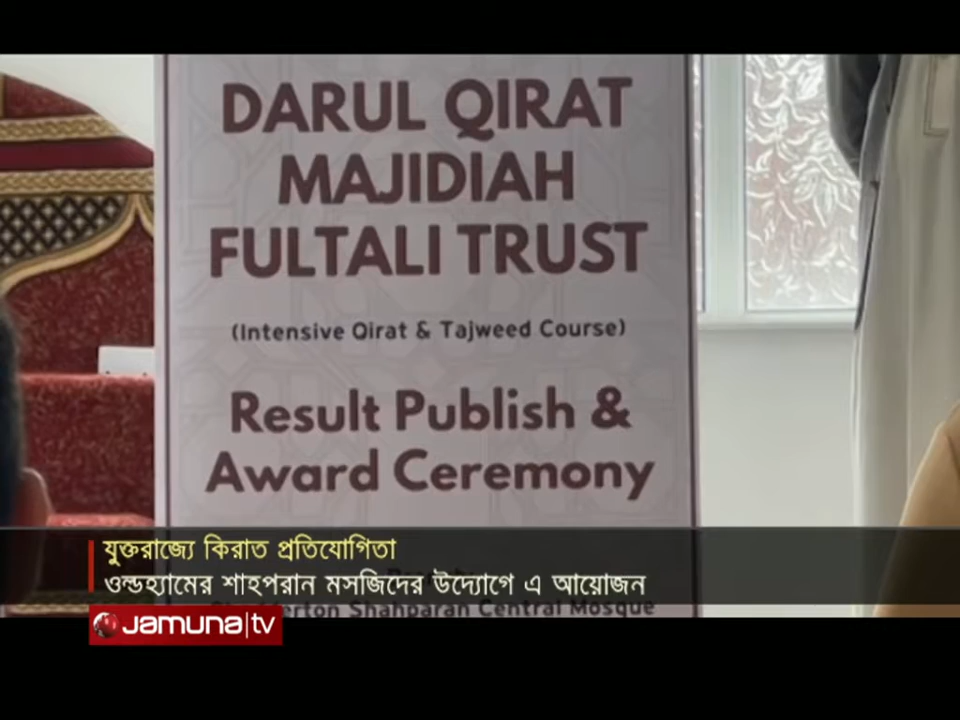 DARUL QIRAT
MAJIDIAH
FULTALI TRUST
(Intensive Qirat & Tajweed Course)
Result Publish &
Award Ceremony
যুক্তরাজ্যে কিরাত প্রতিযোগিতা
ওল্ডহ্যামের শাহপরান মসজিদের উদ্যোগে এ আয়োজন
Shahparan Central Mosque
Jamuna|tv